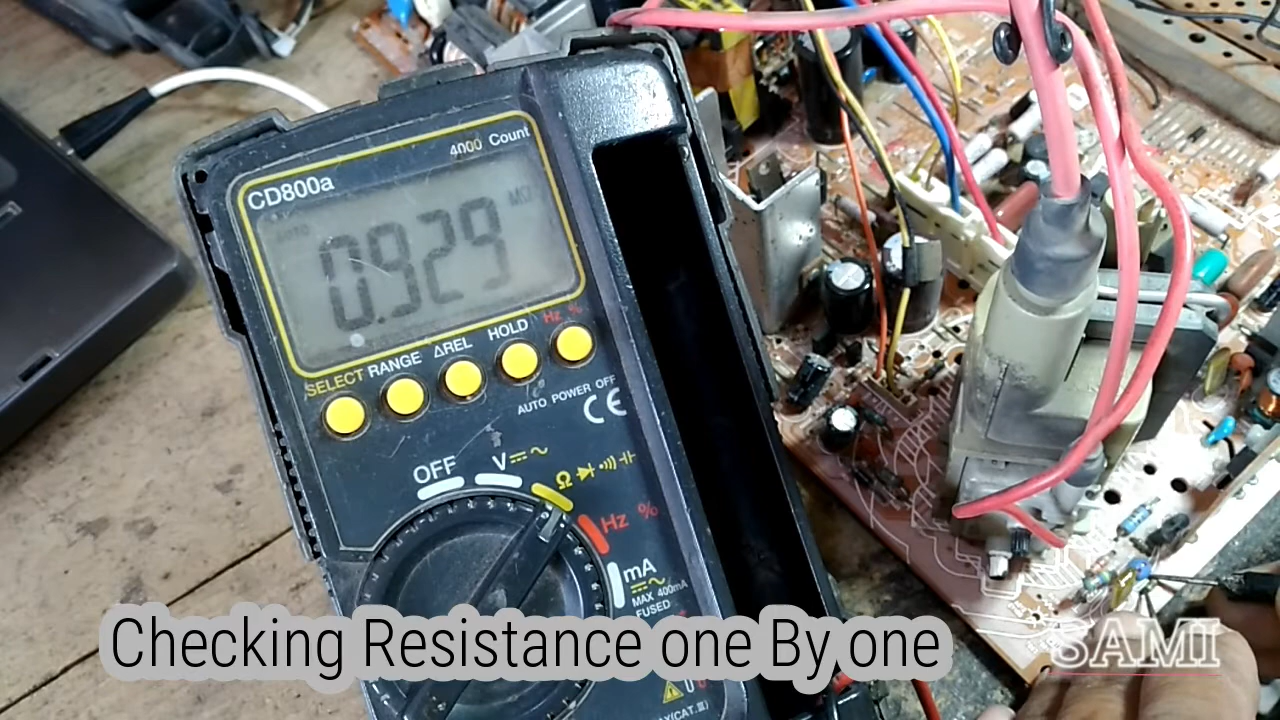 4000 Count
CD800a
AUTO
0.929
SELECT RANGE ΔREL HOLD Hz %
AUTO POWER OFF
CE
OFF
V
Ω
Hz %
mA
MAX 400mA
FUSED
Checking Resistance one By one
SAMI